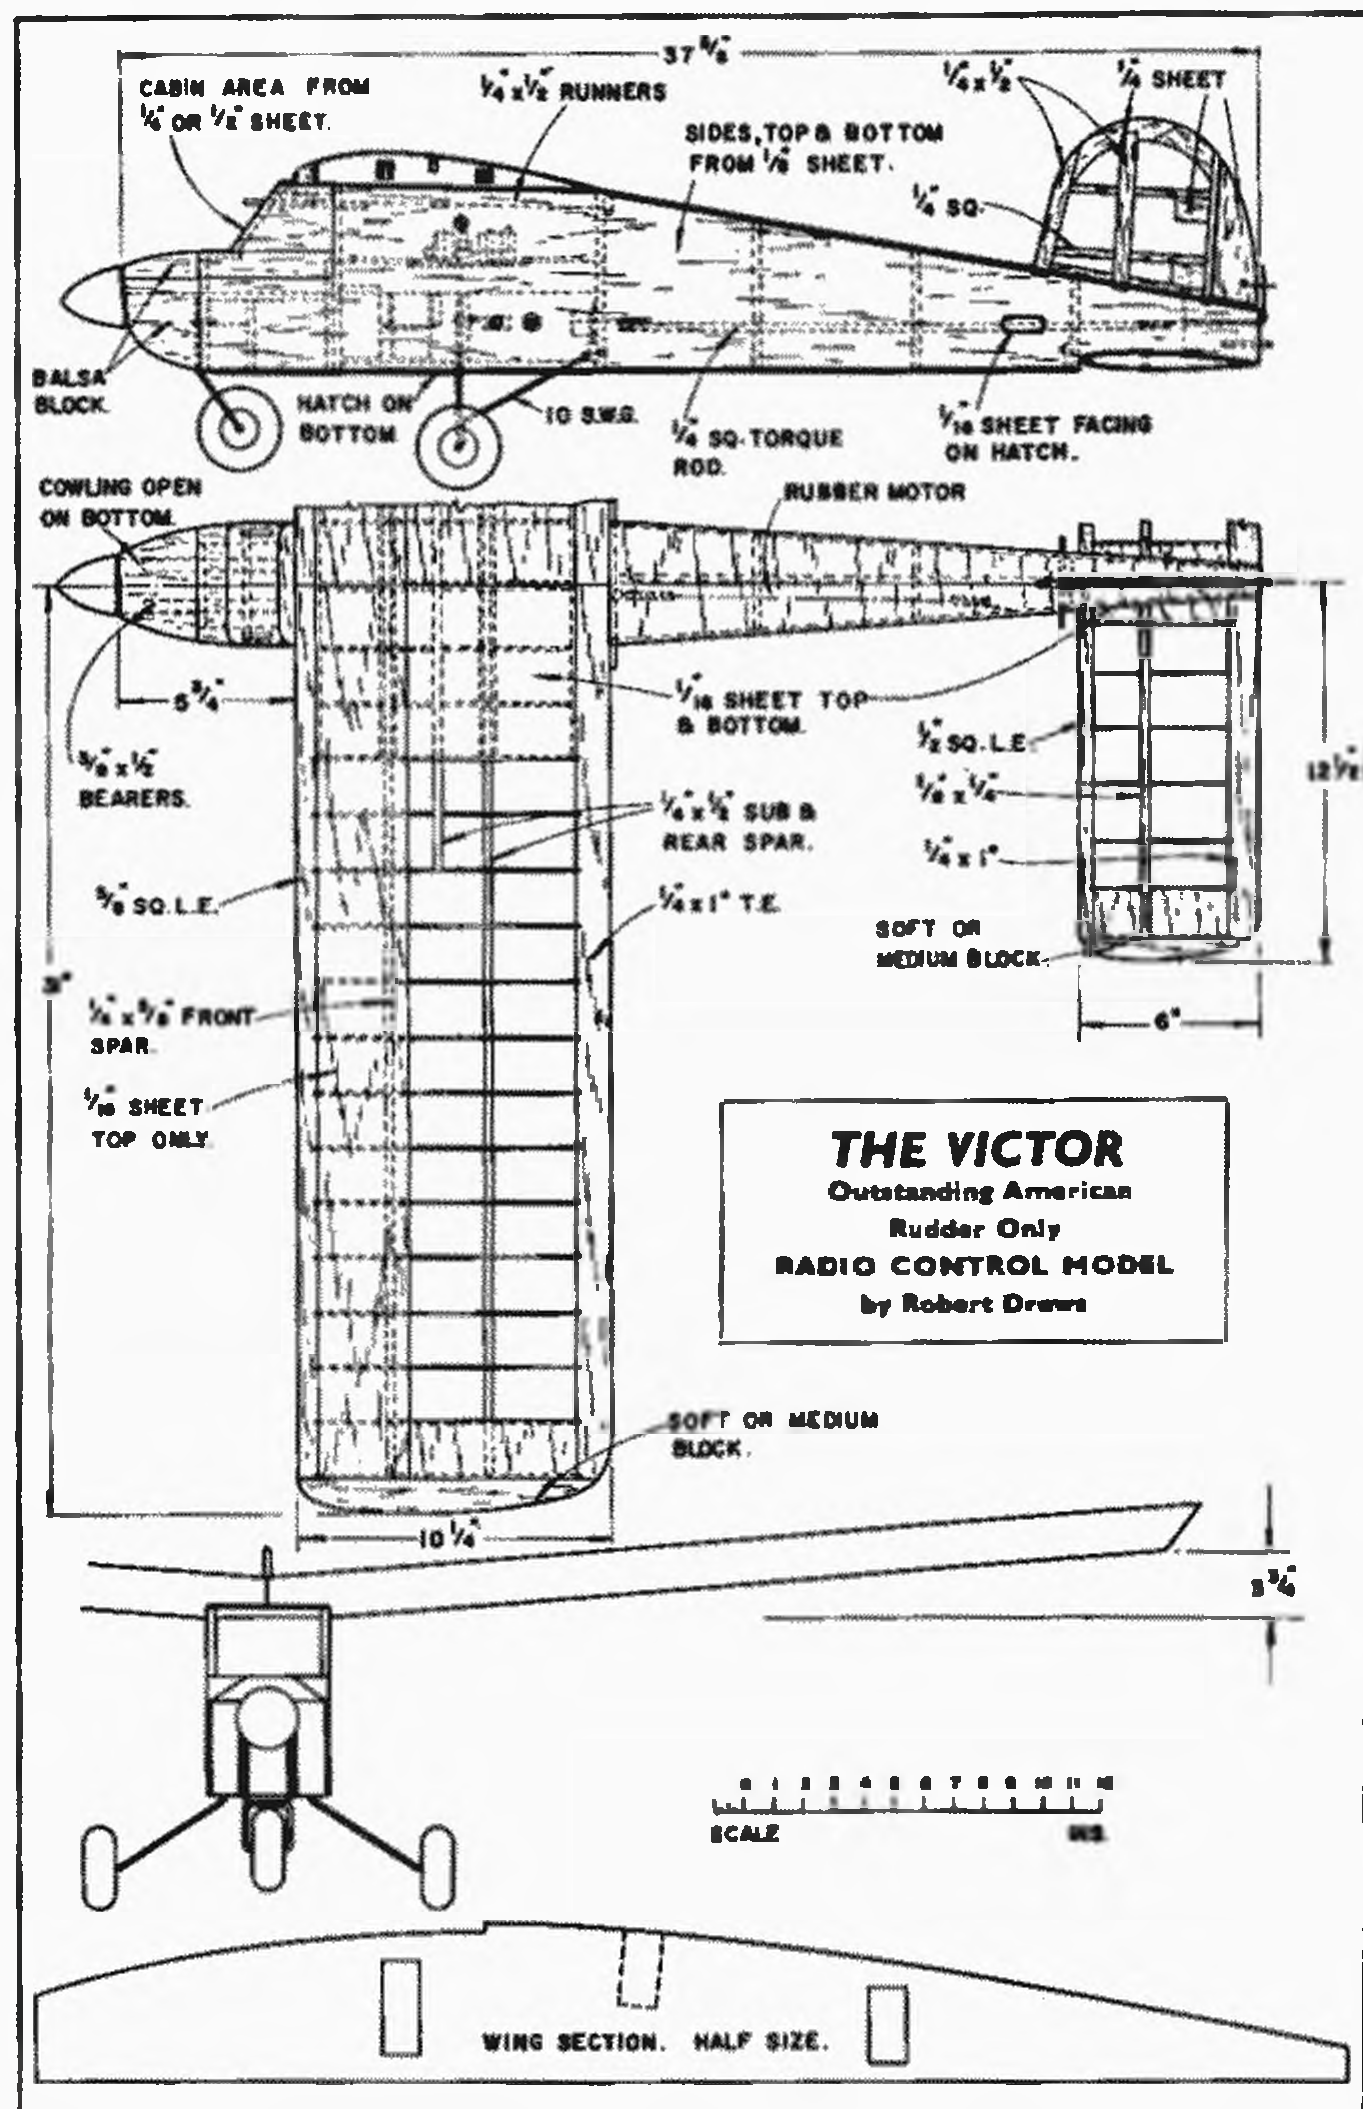 37 5/8"
CABIN AREA FROM
1/4" OR 1/2" SHEET.
1/4" x 1/2" RUNNERS
1/4" x 1/2"
1/4" SHEET
SIDES, TOP & BOTTOM
FROM 1/8" SHEET.
1/4" SQ.
BALSA
BLOCK.
HATCH ON
BOTTOM
10 S.W.G.
1/4" SQ. TORQUE
ROD.
1/16" SHEET FACING
ON HATCH.
COWLING OPEN
ON BOTTOM.
RUBBER MOTOR
5 3/4"
1/16" SHEET TOP
& BOTTOM.
1/2" SQ. L.E.
12 1/2"
3/8" x 1/2"
BEARERS.
1/8" x 1/4"
1/4" x 1/2" SUB &
REAR SPAR.
1/4" x 1"
5/8" SQ. L.E.
1/4" x 1" T.E.
SOFT OR
MEDIUM BLOCK.
31"
1/4" x 5/8" FRONT
SPAR.
6"
1/16" SHEET
TOP ONLY.
THE VICTOR
Outstanding American
Rudder Only
RADIO CONTROL MODEL
by Robert Drews
SOFT OR MEDIUM
BLOCK.
10 1/4"
3/4"
0 1 2 3 4 5 6 7 8 9 10 11 12
SCALE INS.
WING SECTION. HALF SIZE.